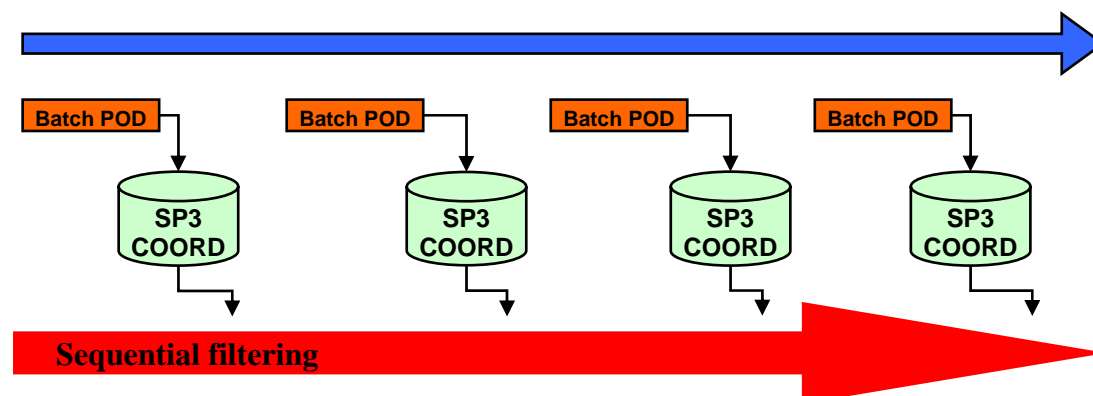 Batch POD
Batch POD
Batch POD
Batch POD
SP3
COORD
SP3
COORD
SP3
COORD
SP3
COORD
Sequential filtering